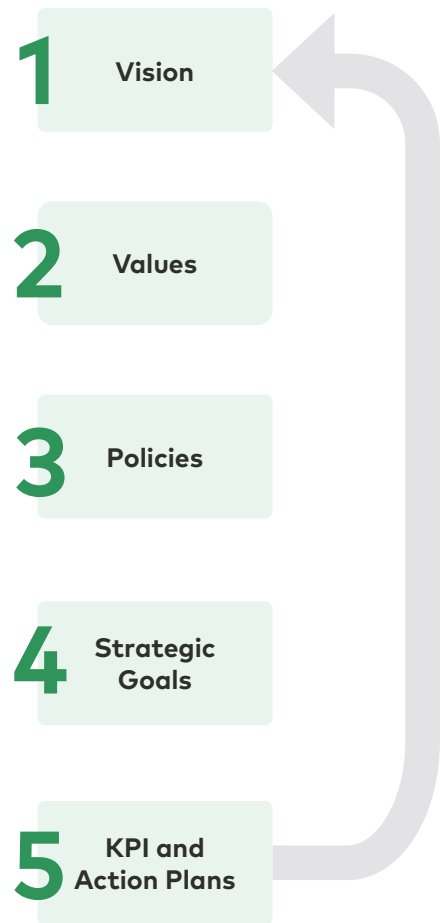 1
Vision
2
Values
3
Policies
4
Strategic
Goals
5
KPI and
Action Plans